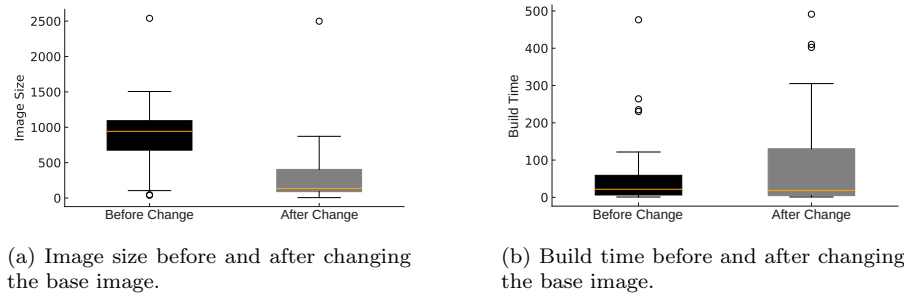 2500
2000
1500
1000
500
0
Image Size
Before Change
After Change
(a) Image size before and after changing
the base image.
500
400
300
200
100
0
Build Time
Before Change
After Change
(b) Build time before and after changing
the base image.